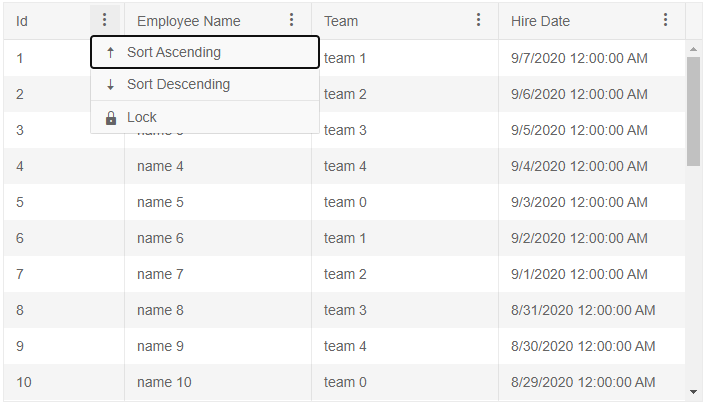 Id Employee Name Team Hire Date
1 team 1 9/7/2020 12:00:00 AM
Sort Ascending
2 team 2 9/6/2020 12:00:00 AM
Sort Descending
3 team 3 9/5/2020 12:00:00 AM
Lock
4 name 4 team 4 9/4/2020 12:00:00 AM
5 name 5 team 0 9/3/2020 12:00:00 AM
6 name 6 team 1 9/2/2020 12:00:00 AM
7 name 7 team 2 9/1/2020 12:00:00 AM
8 name 8 team 3 8/31/2020 12:00:00 AM
9 name 9 team 4 8/30/2020 12:00:00 AM
10 name 10 team 0 8/29/2020 12:00:00 AM